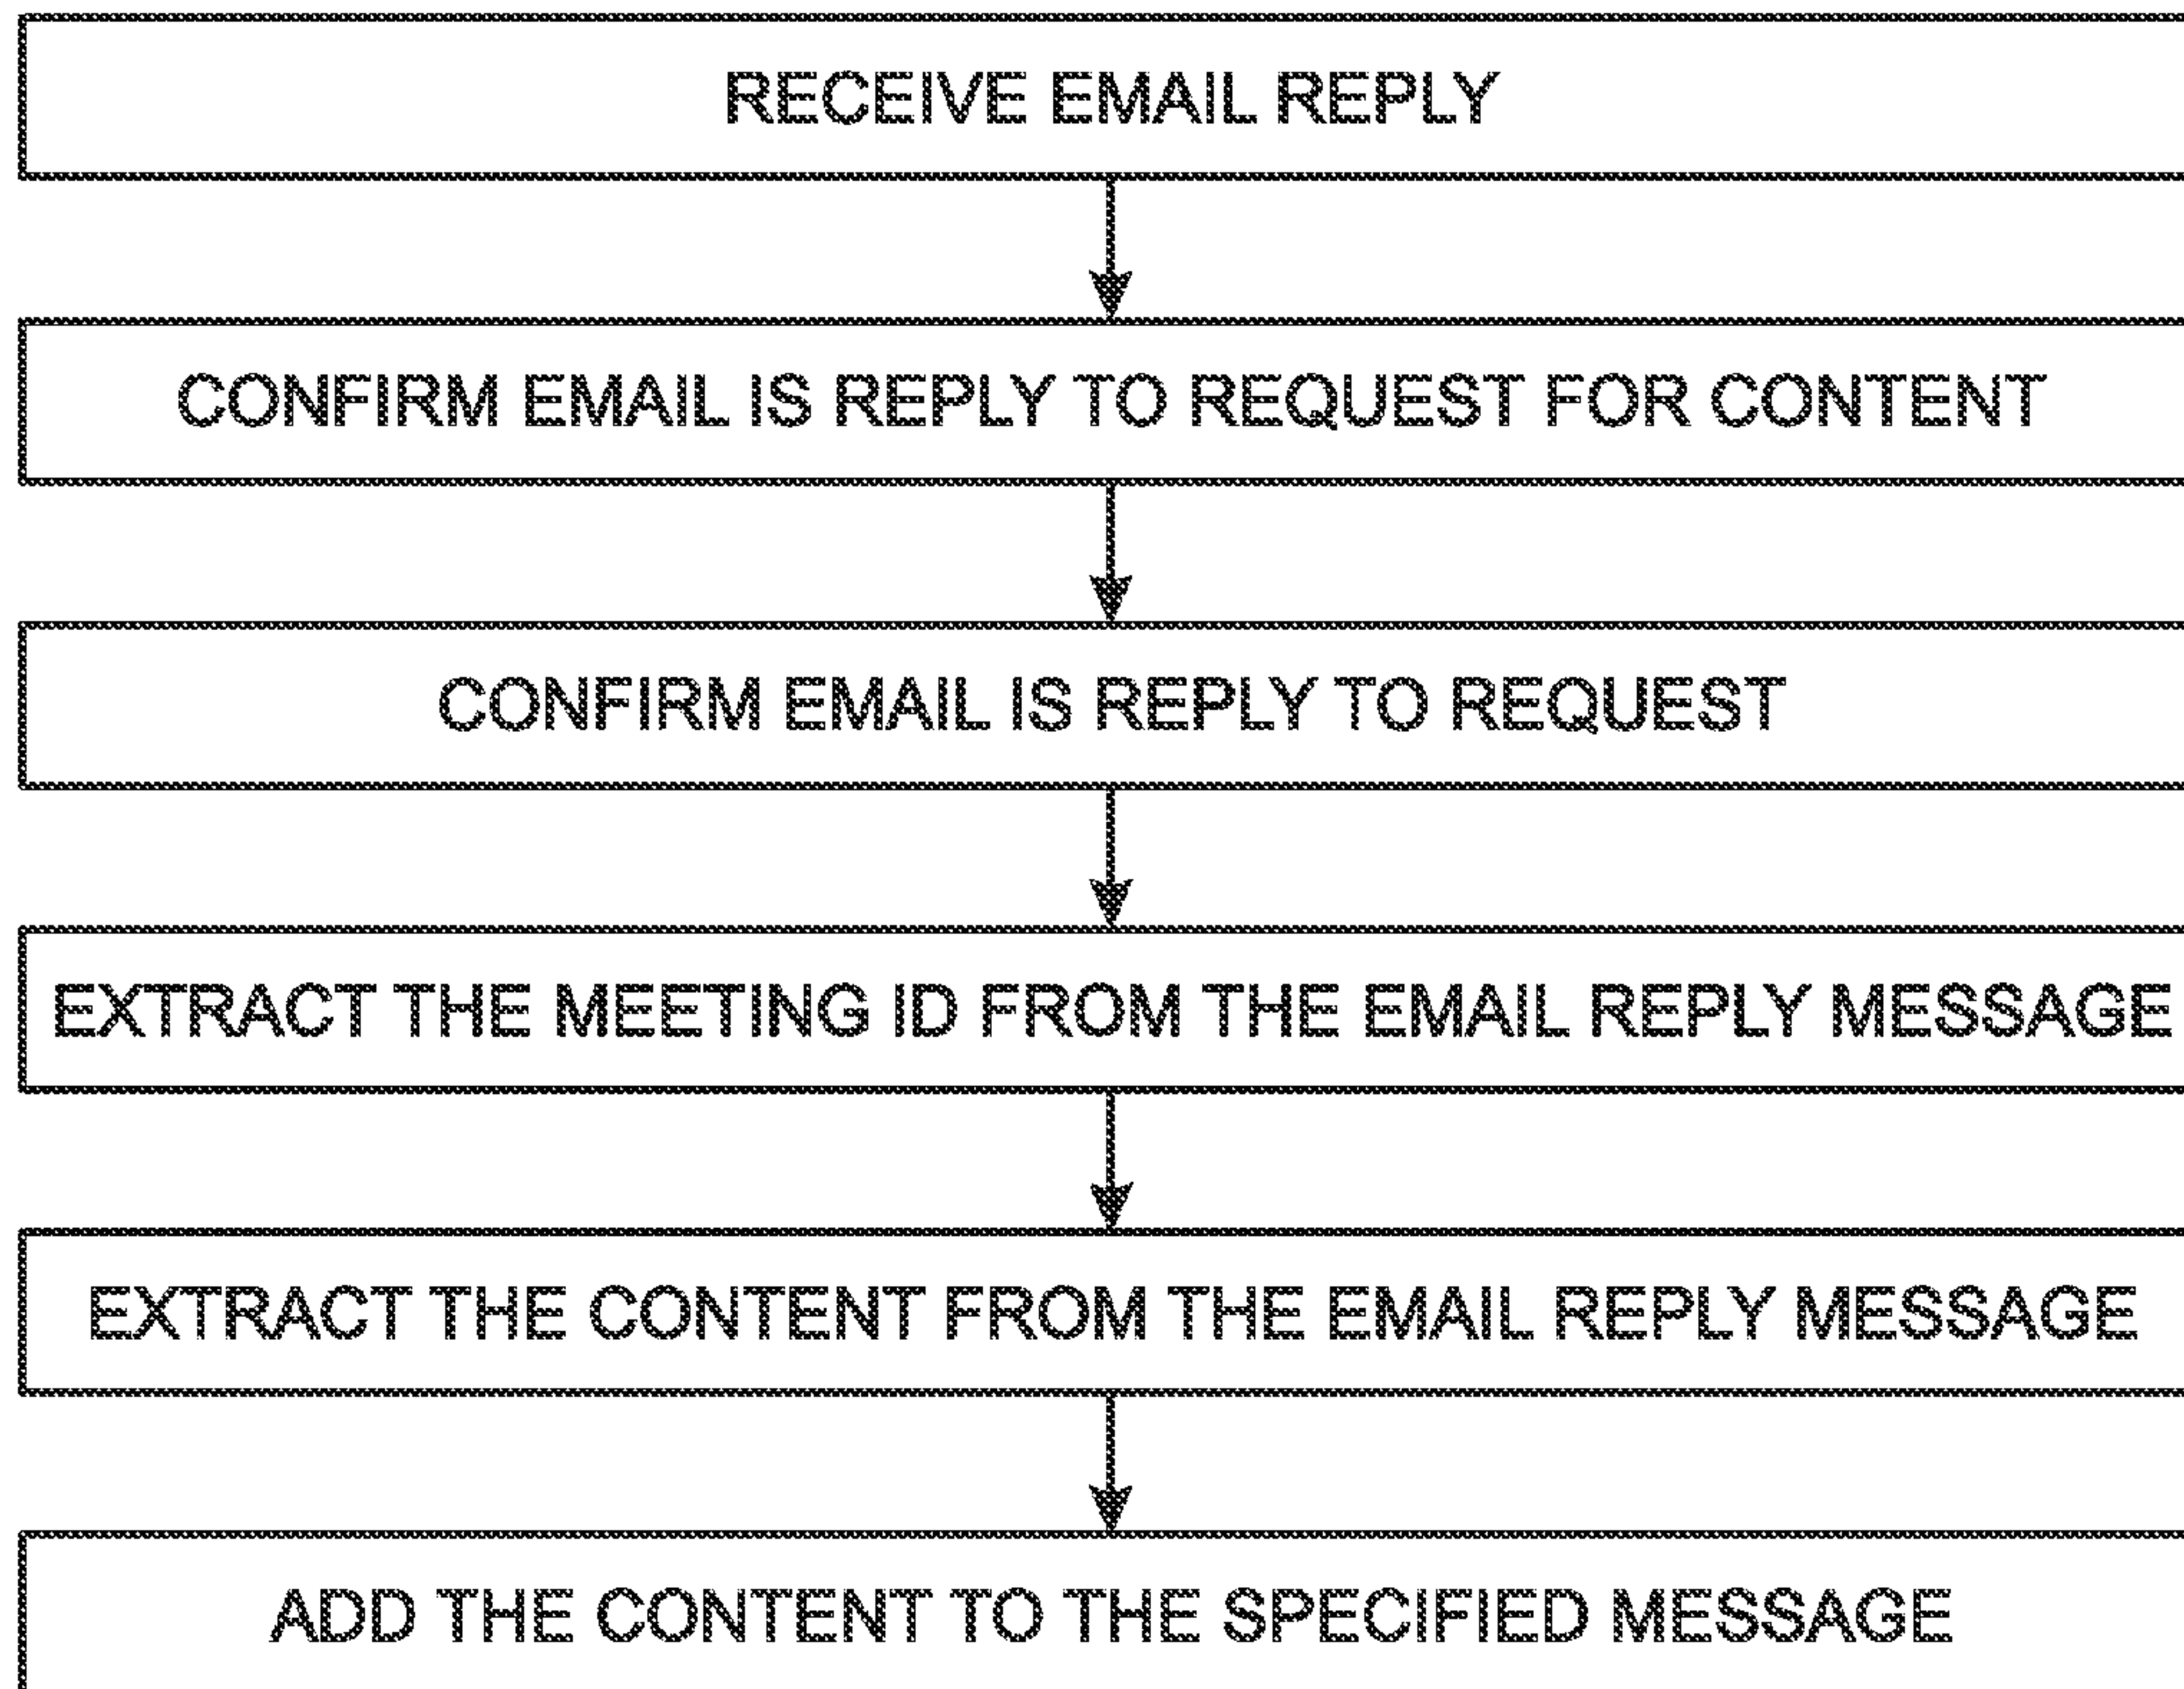 RECEIVE EMAIL REPLY
CONFIRM EMAIL IS REPLY TO REQUEST FOR CONTENT
CONFIRM EMAIL IS REPLY TO REQUEST
EXTRACT THE MEETING ID FROM THE EMAIL REPLY MESSAGE
EXTRACT THE CONTENT FROM THE EMAIL REPLY MESSAGE
ADD THE CONTENT TO THE SPECIFIED MESSAGE